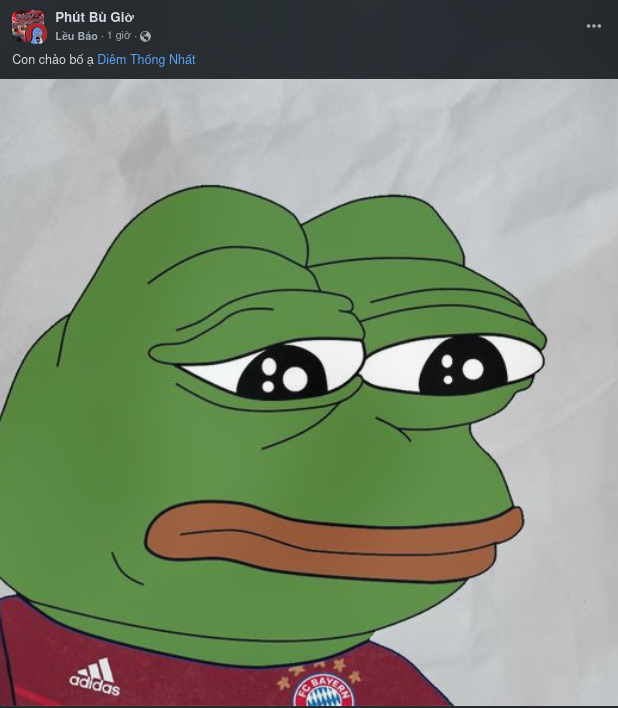 Phút Bù Giờ
Lều Báo · 1 giờ ·
Con chào bố ạ Diêm Thống Nhất
adidas
FC BAYERN